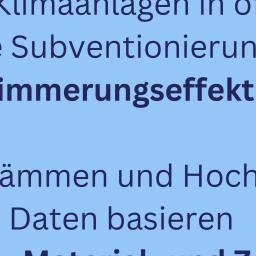 Klimaanlagen in
Subventionierun
immerungseffekt
ämmen und Hoch
Daten basieren